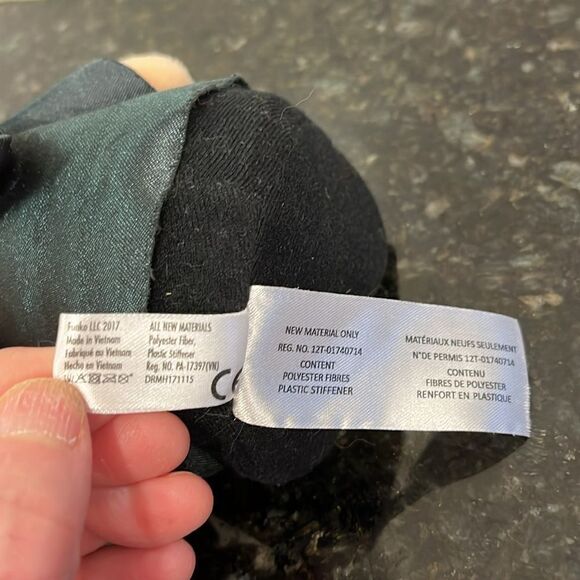 Funko LLC 2017.
Made in Vietnam
Fabriqué au Vietnam
Hecho en Vietnam
ALL NEW MATERIALS
Polyester Fiber,
Plastic Stiffener
Reg. NO. PA-17397(VN)
DRMH171115
CE
NEW MATERIAL ONLY
REG. NO. 12T-01740714
CONTENT
POLYESTER FIBRES
PLASTIC STIFFENER
MATÉRIAUX NEUFS SEULEMENT
N°DE PERMIS 12T-01740714
CONTENU
FIBRES DE POLYESTER
RENFORT EN PLASTIQUE